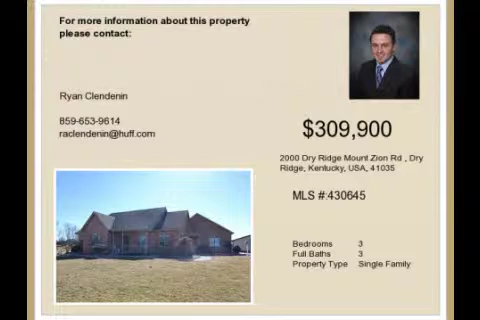 For more information about this property
please contact:
Ryan Clendenin
859-653-9614
raclendenin@huff.com
$309,900
2000 Dry Ridge Mount Zion Rd , Dry
Ridge, Kentucky, USA, 41035
MLS #:430645
Bedrooms 3
Full Baths 3
Property Type Single Family